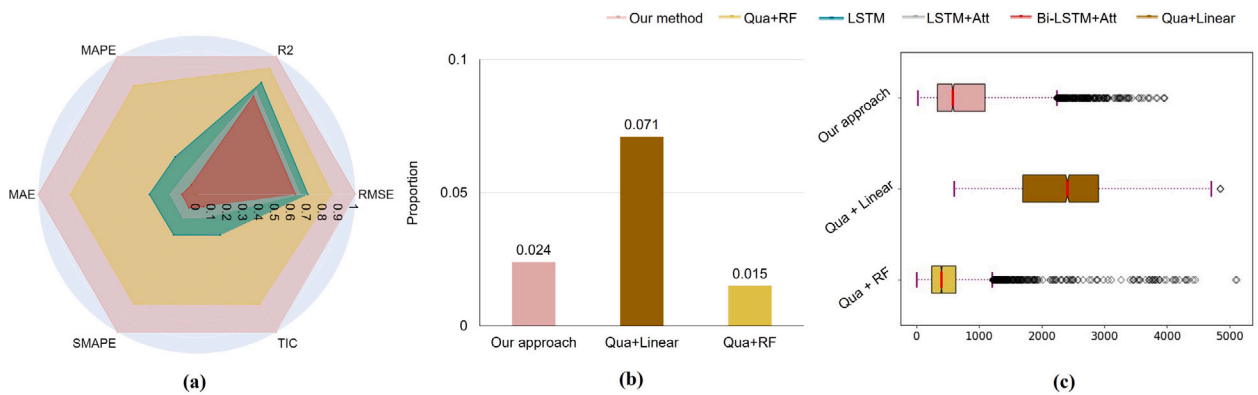 Our method Qua+RF LSTM LSTM+Att Bi-LSTM+Att Qua+Linear
MAPE R2
MAE RMSE
SMAPE TIC
0 0.1 0.2 0.3 0.4 0.5 0.6 0.7 0.8 0.9 1
(a)
Proportion
0.1
0.05
0
0.024
0.071
0.015
Our approach Qua+Linear Qua+RF
(b)
Our approach
Qua + Linear
Qua + RF
0 1000 2000 3000 4000 5000
(c)